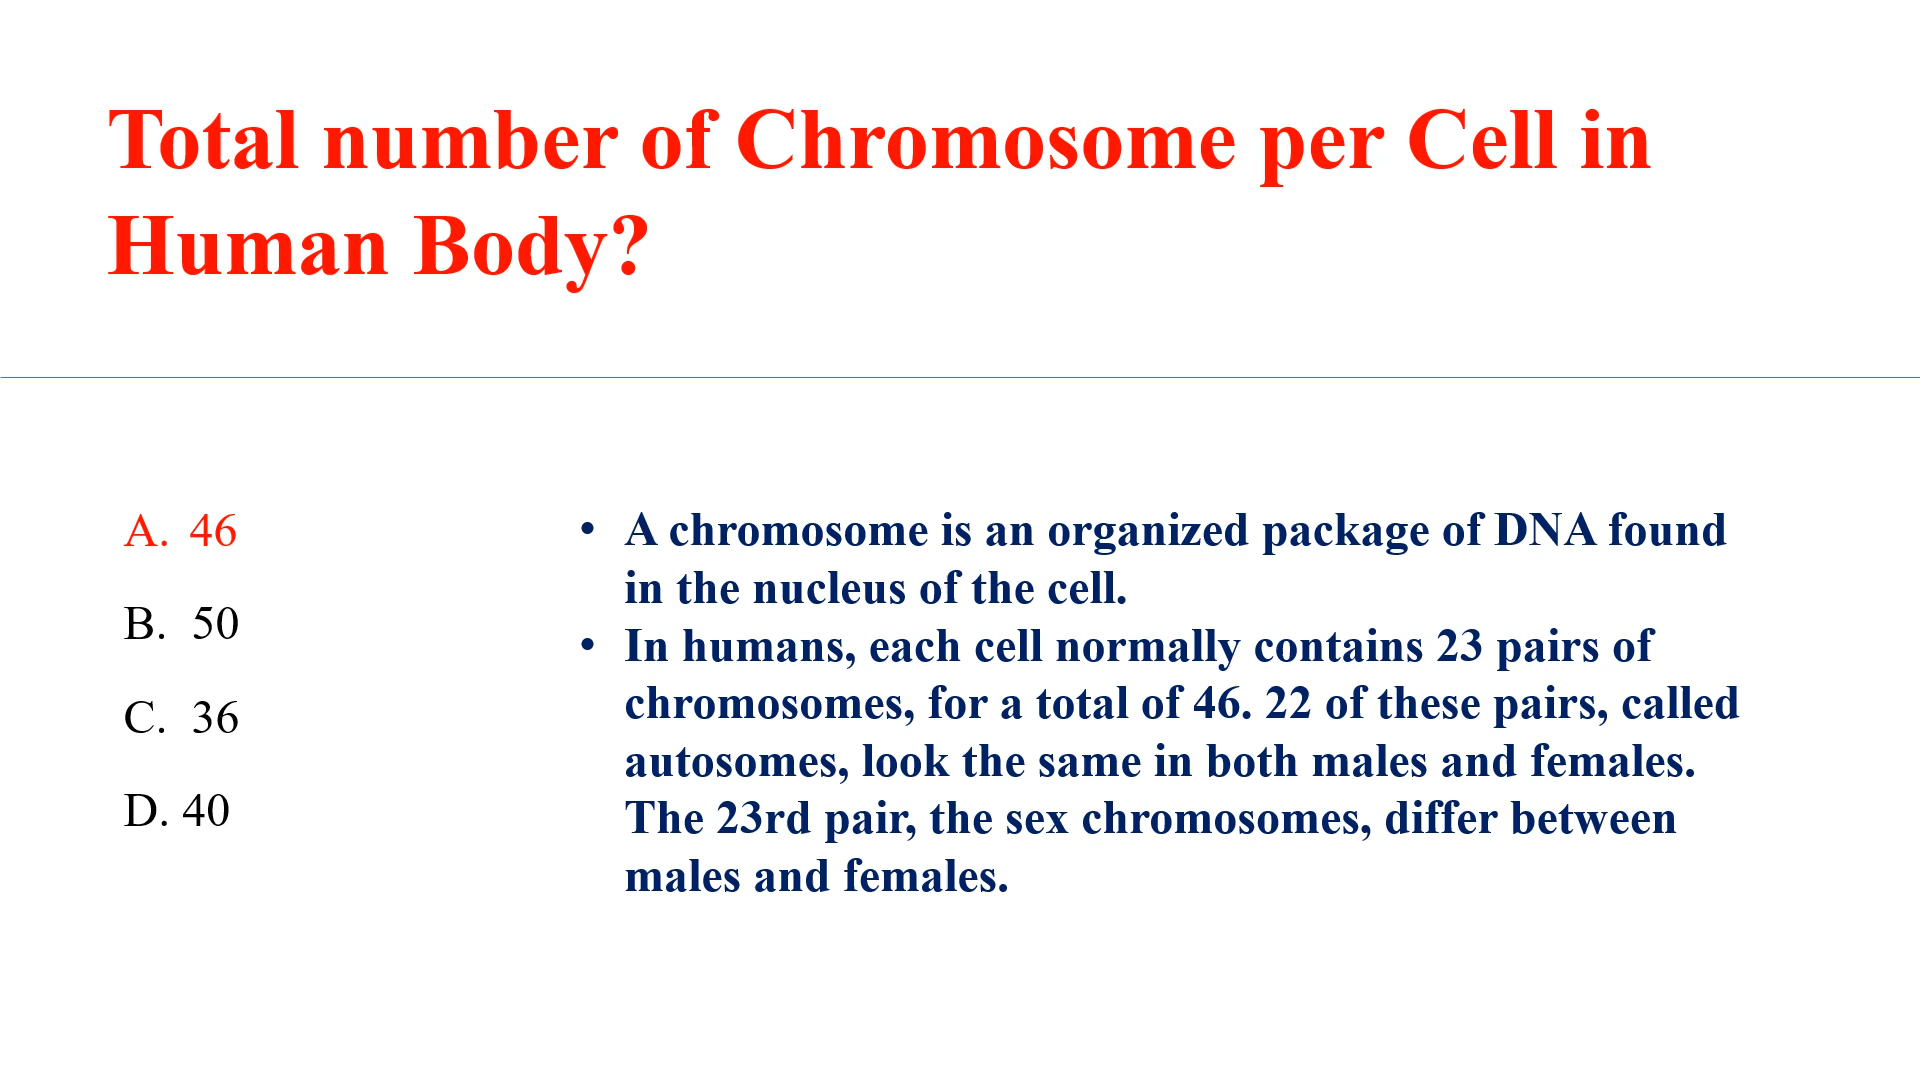 Total number of Chromosome per Cell in
Human Body?
A. 46
B. 50
C. 36
D. 40
• A chromosome is an organized package of DNA found
in the nucleus of the cell.
• In humans, each cell normally contains 23 pairs of
chromosomes, for a total of 46. 22 of these pairs, called
autosomes, look the same in both males and females.
The 23rd pair, the sex chromosomes, differ between
males and females.